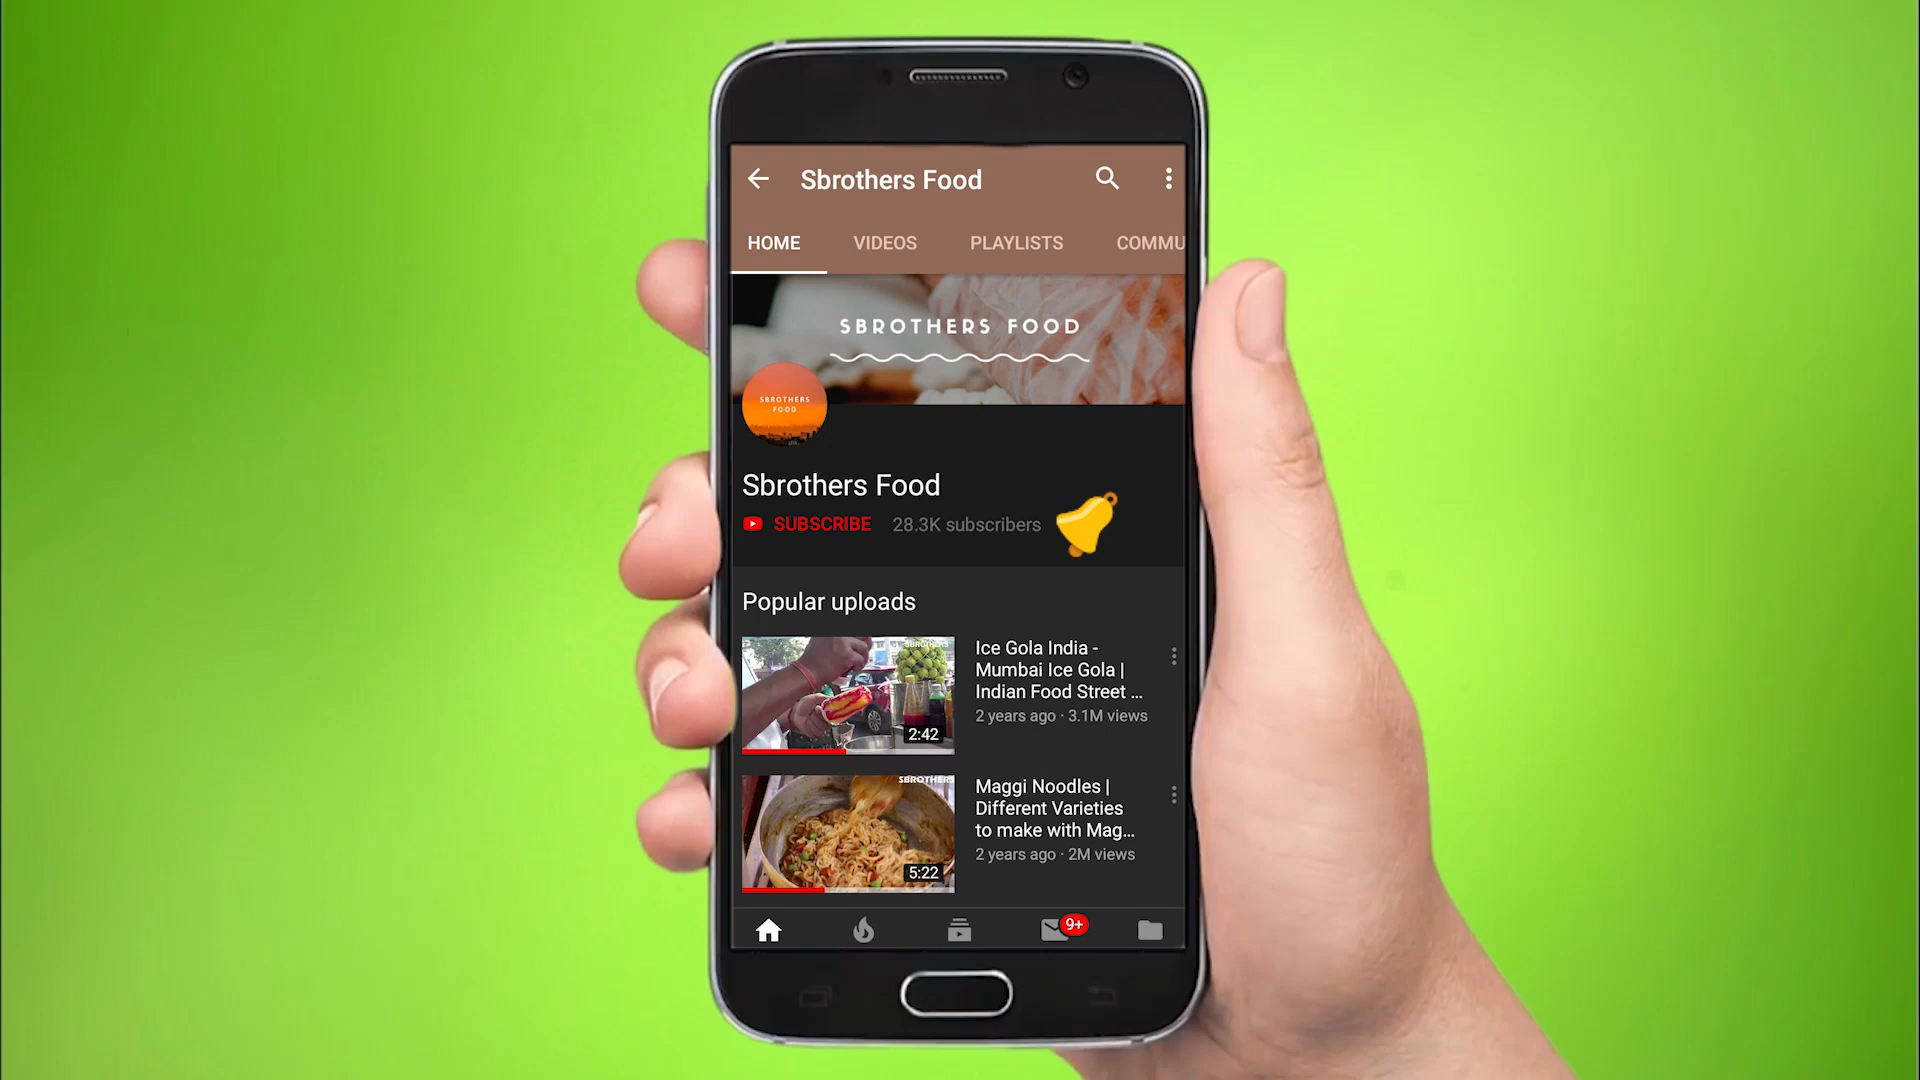 Sbrothers Food
HOME VIDEOS PLAYLISTS COMMU
SBROTHERS FOOD
SBROTHERS
FOOD
Sbrothers Food
SUBSCRIBE 28.3K subscribers
Popular uploads
SBROTHERS
2:42
Ice Gola India -
Mumbai Ice Gola |
Indian Food Street ...
2 years ago · 3.1M views
SBROTHERS
5:22
Maggi Noodles |
Different Varieties
to make with Mag...
2 years ago · 2M views
9+